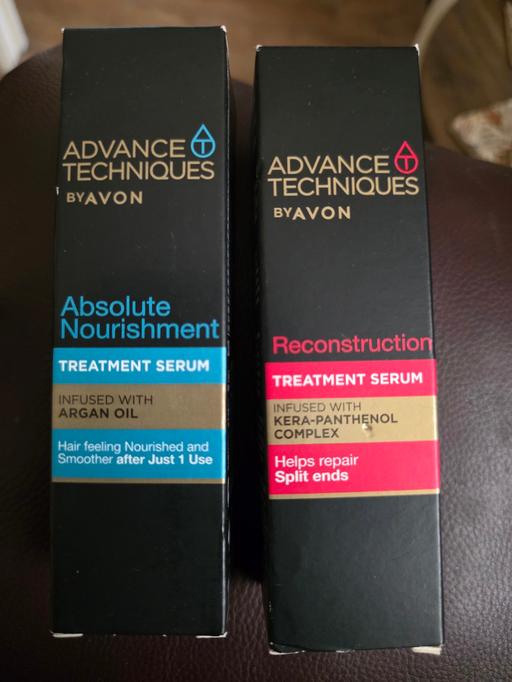 ADVANCE T
TECHNIQUES
BY AVON
Absolute
Nourishment
TREATMENT SERUM
INFUSED WITH
ARGAN OIL
Hair feeling Nourished and
Smoother after Just 1 Use
ADVANCE T
TECHNIQUES
BY AVON
Reconstruction
TREATMENT SERUM
INFUSED WITH
KERA-PANTHENOL
COMPLEX
Helps repair
Split ends